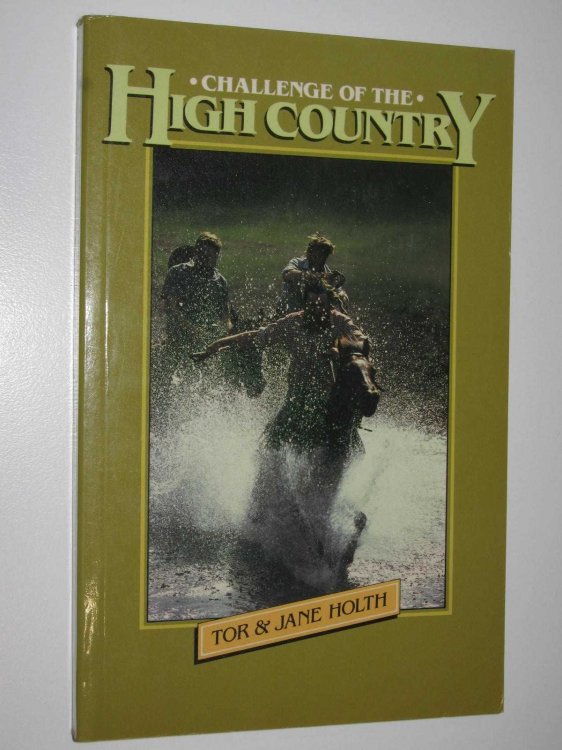 • CHALLENGE OF THE •
HIGH COUNTRY
TOR & JANE HOLTH